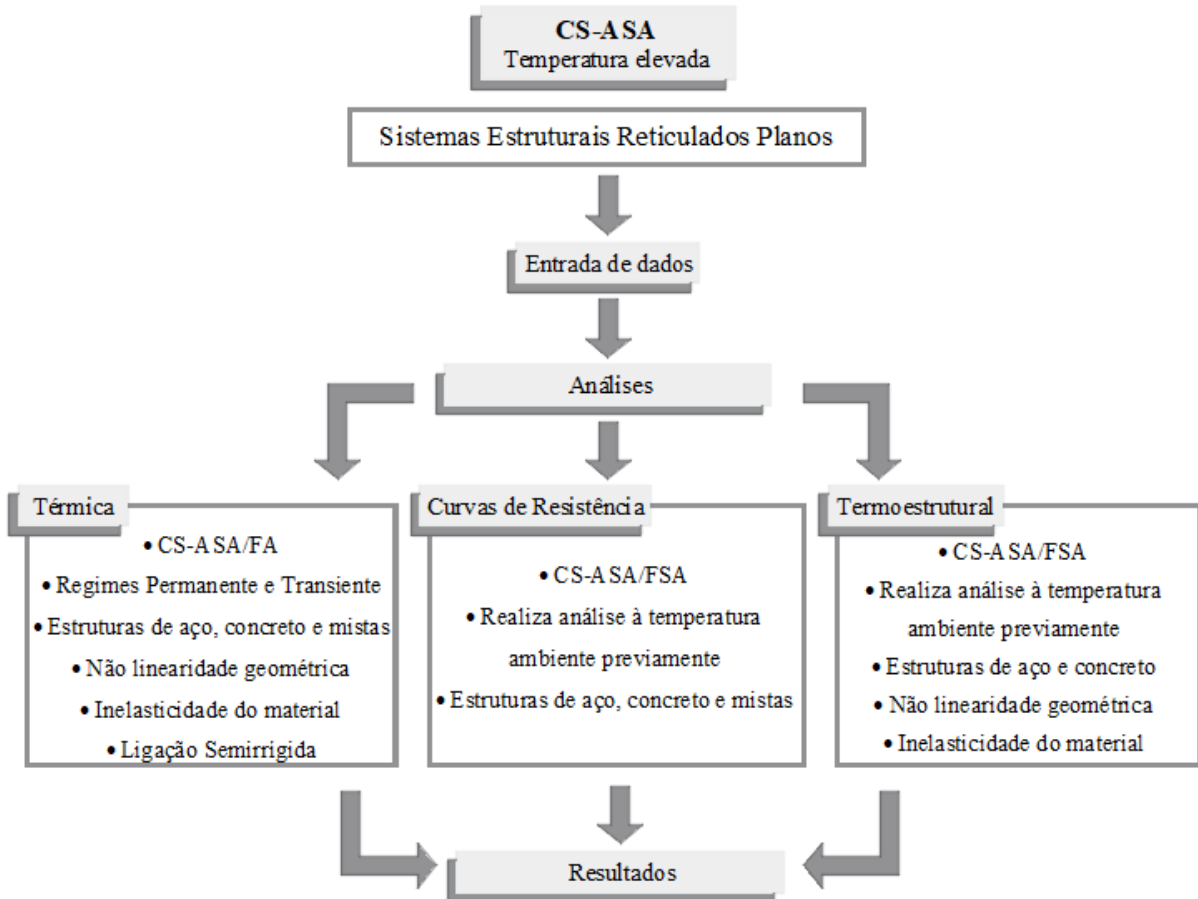 CS-ASA
Temperatura elevada
Sistemas Estruturais Reticulados Planos
Entrada de dados
Análises
Térmica
• CS-ASA/FA
• Regimes Permanente e Transiente
• Estruturas de aço, concreto e mistas
• Não linearidade geométrica
• Inelasticidade do material
• Ligação Semirrígida
Curvas de Resistência
• CS-ASA/FSA
• Realiza análise à temperatura
ambiente previamente
• Estruturas de aço, concreto e mistas
Termoestrutural
• CS-ASA/FSA
• Realiza análise à temperatura
ambiente previamente
• Estruturas de aço e concreto
• Não linearidade geométrica
• Inelasticidade do material
Resultados